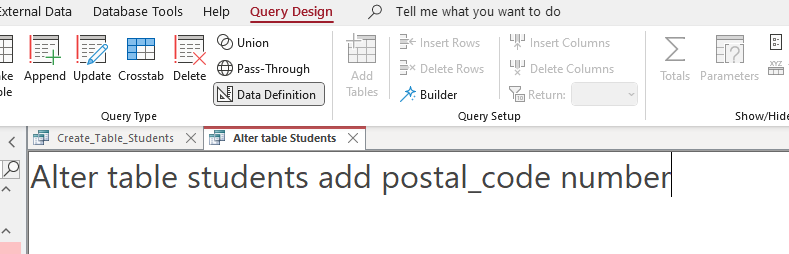 External Data Database Tools Help Query Design Tell me what you want to do
Append Update Crosstab Delete
Union
Pass-Through
Data Definition
Query Type
Add
Tables
Insert Rows
Delete Rows
Builder
Insert Columns
Delete Columns
Return:
Query Setup
Totals Parameters
XYZ
Show/Hide
Create_Table_Students Alter table Students
Alter table students add postal_code number